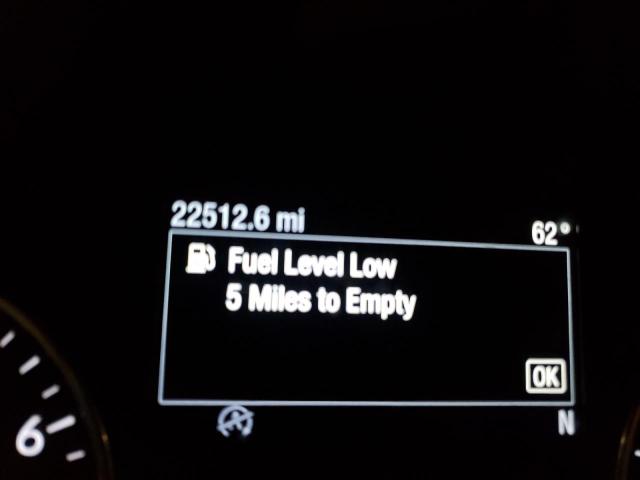 22512.6 mi
62°
Fuel Level Low
5 Miles to Empty
OK
N
6